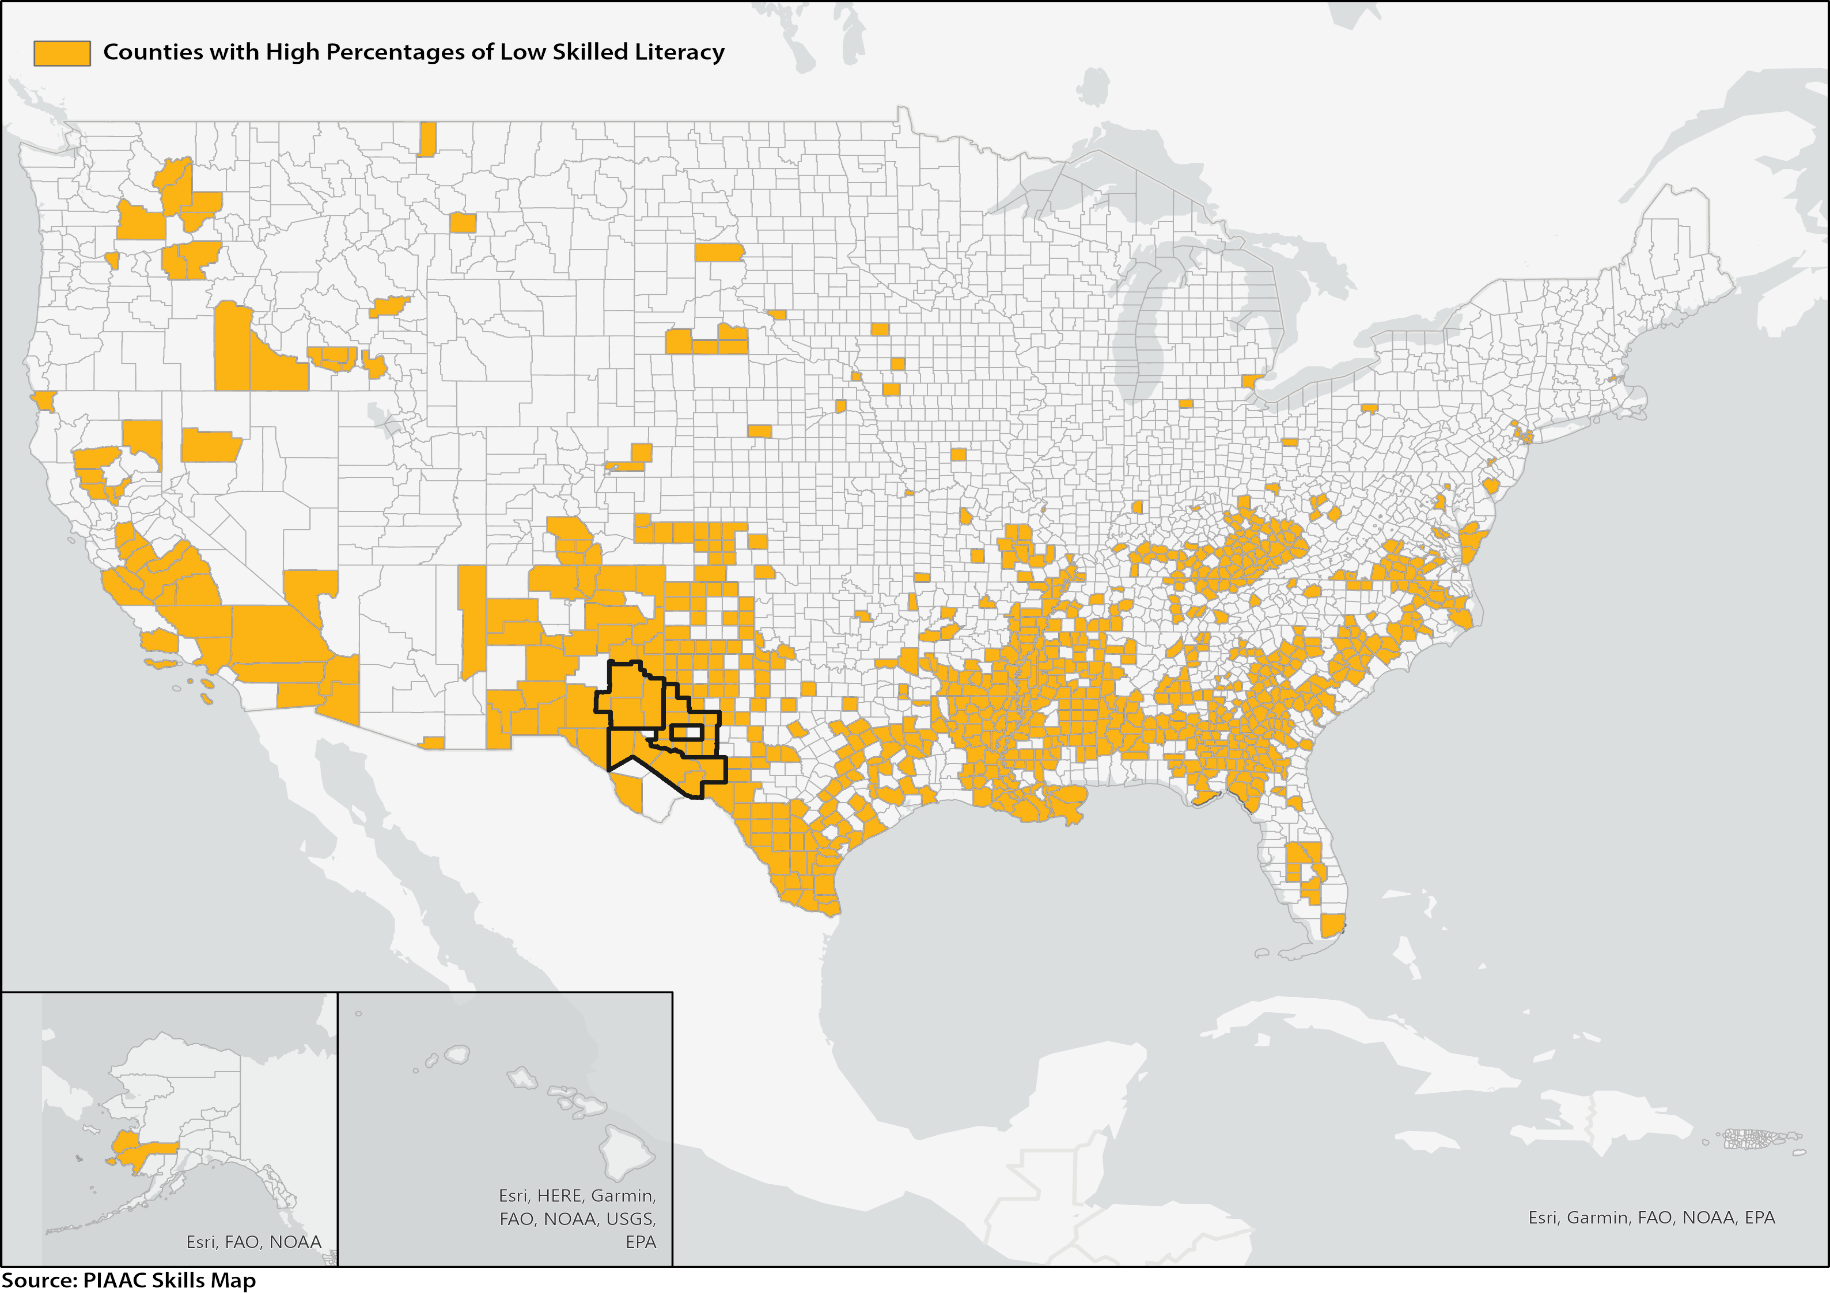 Counties with High Percentages of Low Skilled Literacy
Esri, HERE, Garmin,
FAO, NOAA, USGS,
EPA
Esri, FAO, NOAA
Esri, Garmin, FAO, NOAA, EPA
Source: PIAAC Skills Map